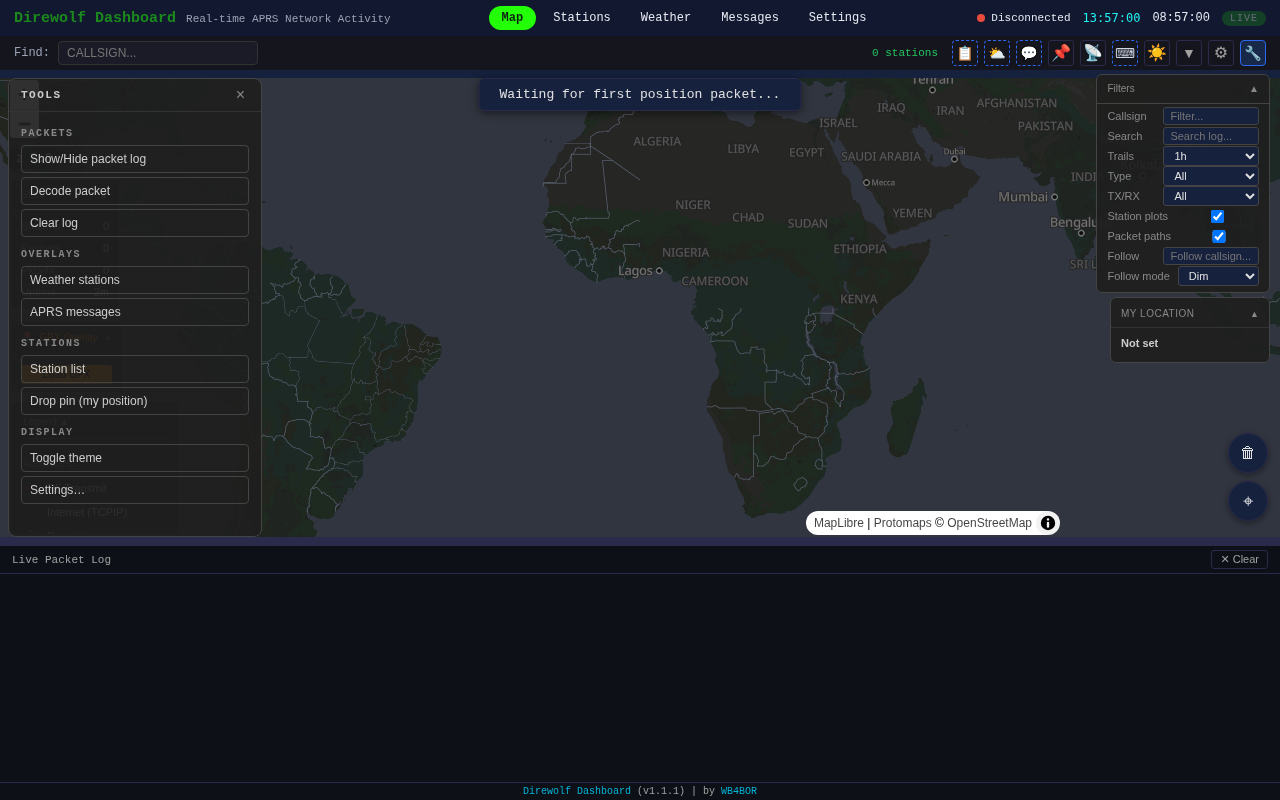 Direwolf Dashboard Real-time APRS Network Activity
Map Stations Weather Messages Settings
Disconnected 13:57:00 08:57:00 LIVE
Find: CALLSIGN...
0 stations
TOOLS ×
PACKETS
Show/Hide packet log
Decode packet
Clear log
OVERLAYS
Weather stations
APRS messages
STATIONS
Station list
Drop pin (my position)
DISPLAY
Toggle theme
Settings...
Internet (TCPIP)
Waiting for first position packet...
Tehran
IRAQ
IRAN
AFGHANISTAN
ISRAEL
PAKISTAN
ALGERIA
LIBYA
EGYPT
SAUDI ARABIA
Dubai
Mecca
Mumbai
NIGER
CHAD
SUDAN
YEMEN
NIGERIA
ETHIOPIA
Lagos
CAMEROON
KENYA
Filters ▲
Callsign Filter...
Search Search log...
Trails 1h
Type All
TX/RX All
Station plots
Packet paths
Follow Follow callsign...
Follow mode Dim
MY LOCATION ▲
Not set
MapLibre | Protomaps © OpenStreetMap
Live Packet Log ✕ Clear
Direwolf Dashboard (v1.1.1) | by WB4BOR